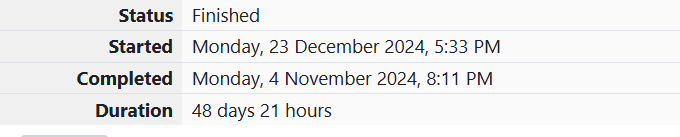 Status Finished
Started Monday, 23 December 2024, 5:33 PM
Completed Monday, 4 November 2024, 8:11 PM
Duration 48 days 21 hours